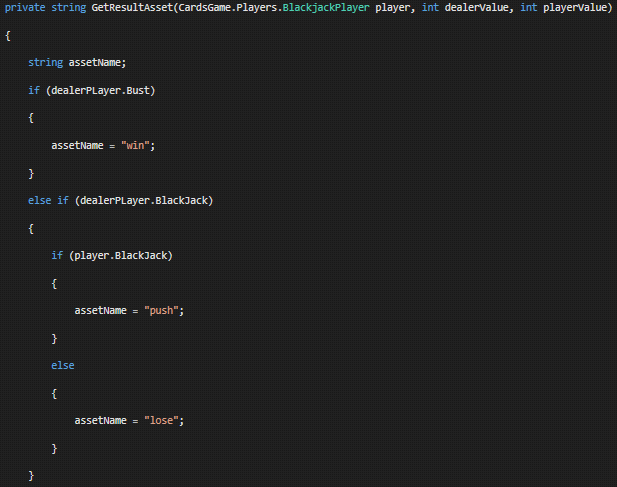 private string GetResultAsset(CardsGame.Players.BlackjackPlayer player, int dealerValue, int playerValue)
{
    string assetName;
    if (dealerPLayer.Bust)
    {
        assetName = "win";
    }
    else if (dealerPLayer.BlackJack)
    {
        if (player.BlackJack)
        {
            assetName = "push";
        }
        else
        {
            assetName = "lose";
        }
    }